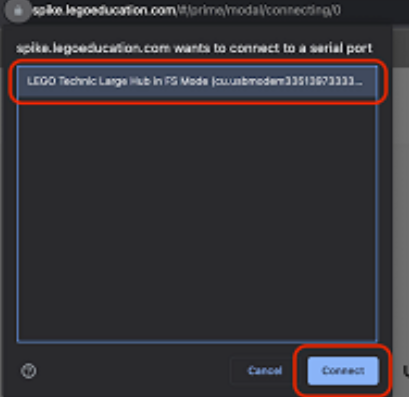 spike.legoeducation.com/#/prime/modal/connecting/0
spike.legoeducation.com wants to connect to a serial port
LEGO Technic Large Hub in FS Mode (cu.usbmodem33513973333...
Cancel
Connect